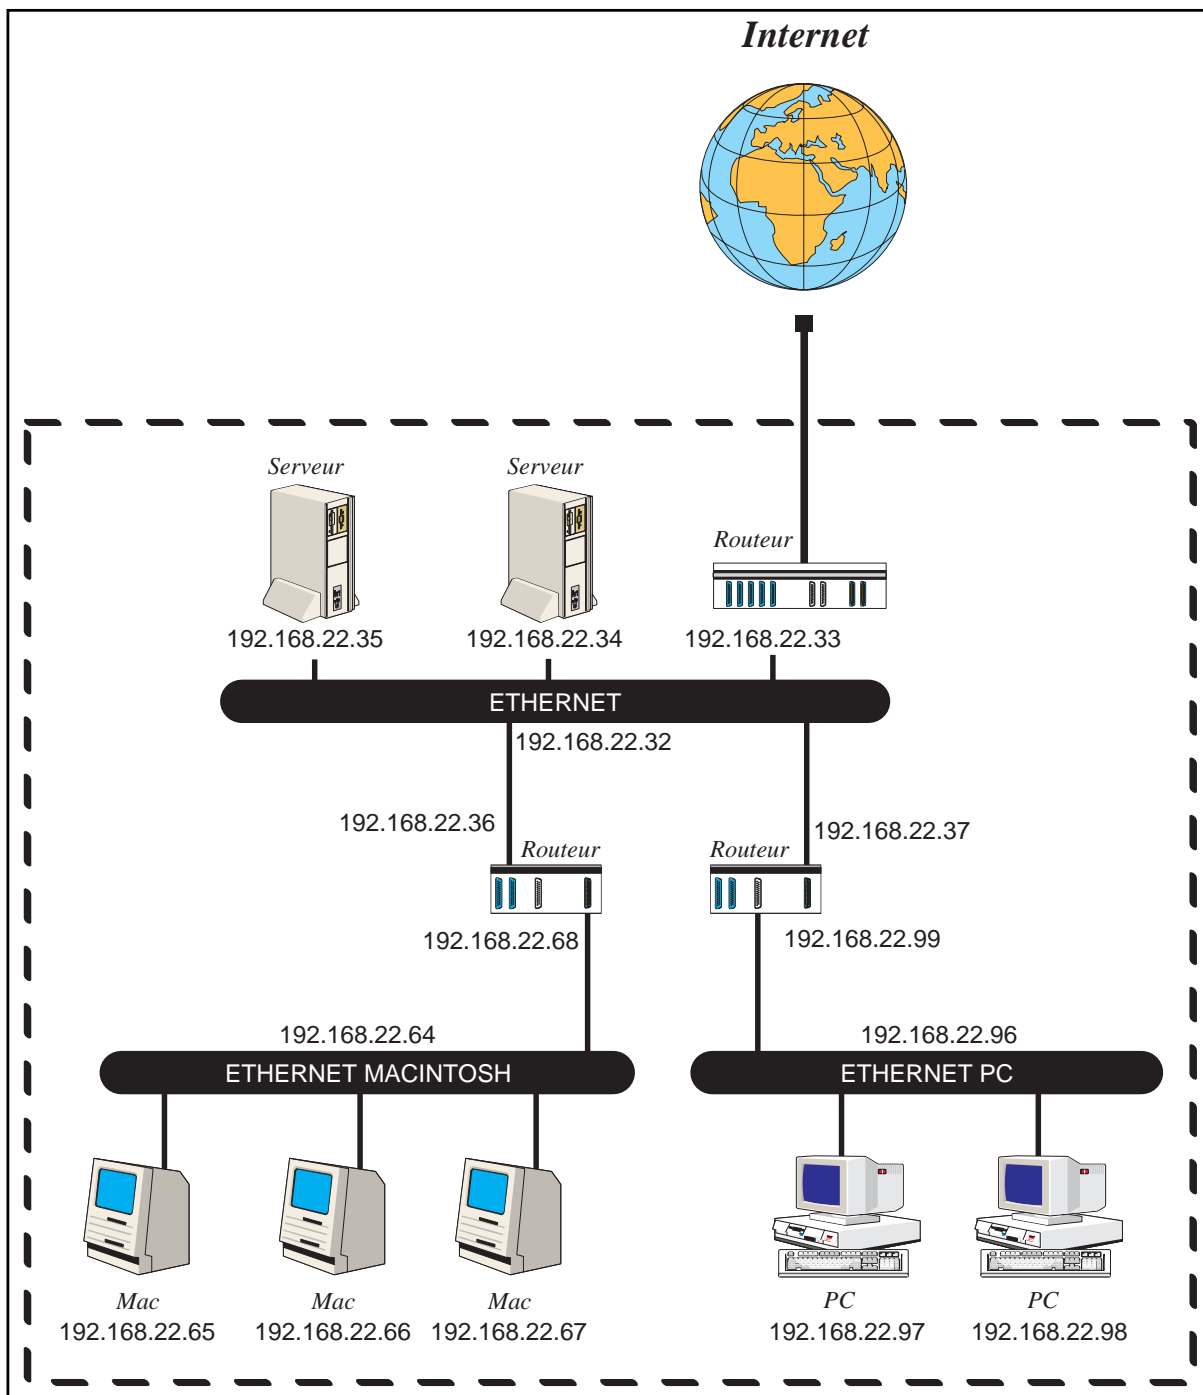 Internet
Serveur
Serveur
Routeur
192.168.22.35
192.168.22.34
192.168.22.33
ETHERNET
192.168.22.32
192.168.22.36
192.168.22.37
Routeur
Routeur
192.168.22.68
192.168.22.99
192.168.22.64
192.168.22.96
ETHERNET MACINTOSH
ETHERNET PC
Mac
Mac
Mac
PC
PC
192.168.22.65
192.168.22.66
192.168.22.67
192.168.22.97
192.168.22.98